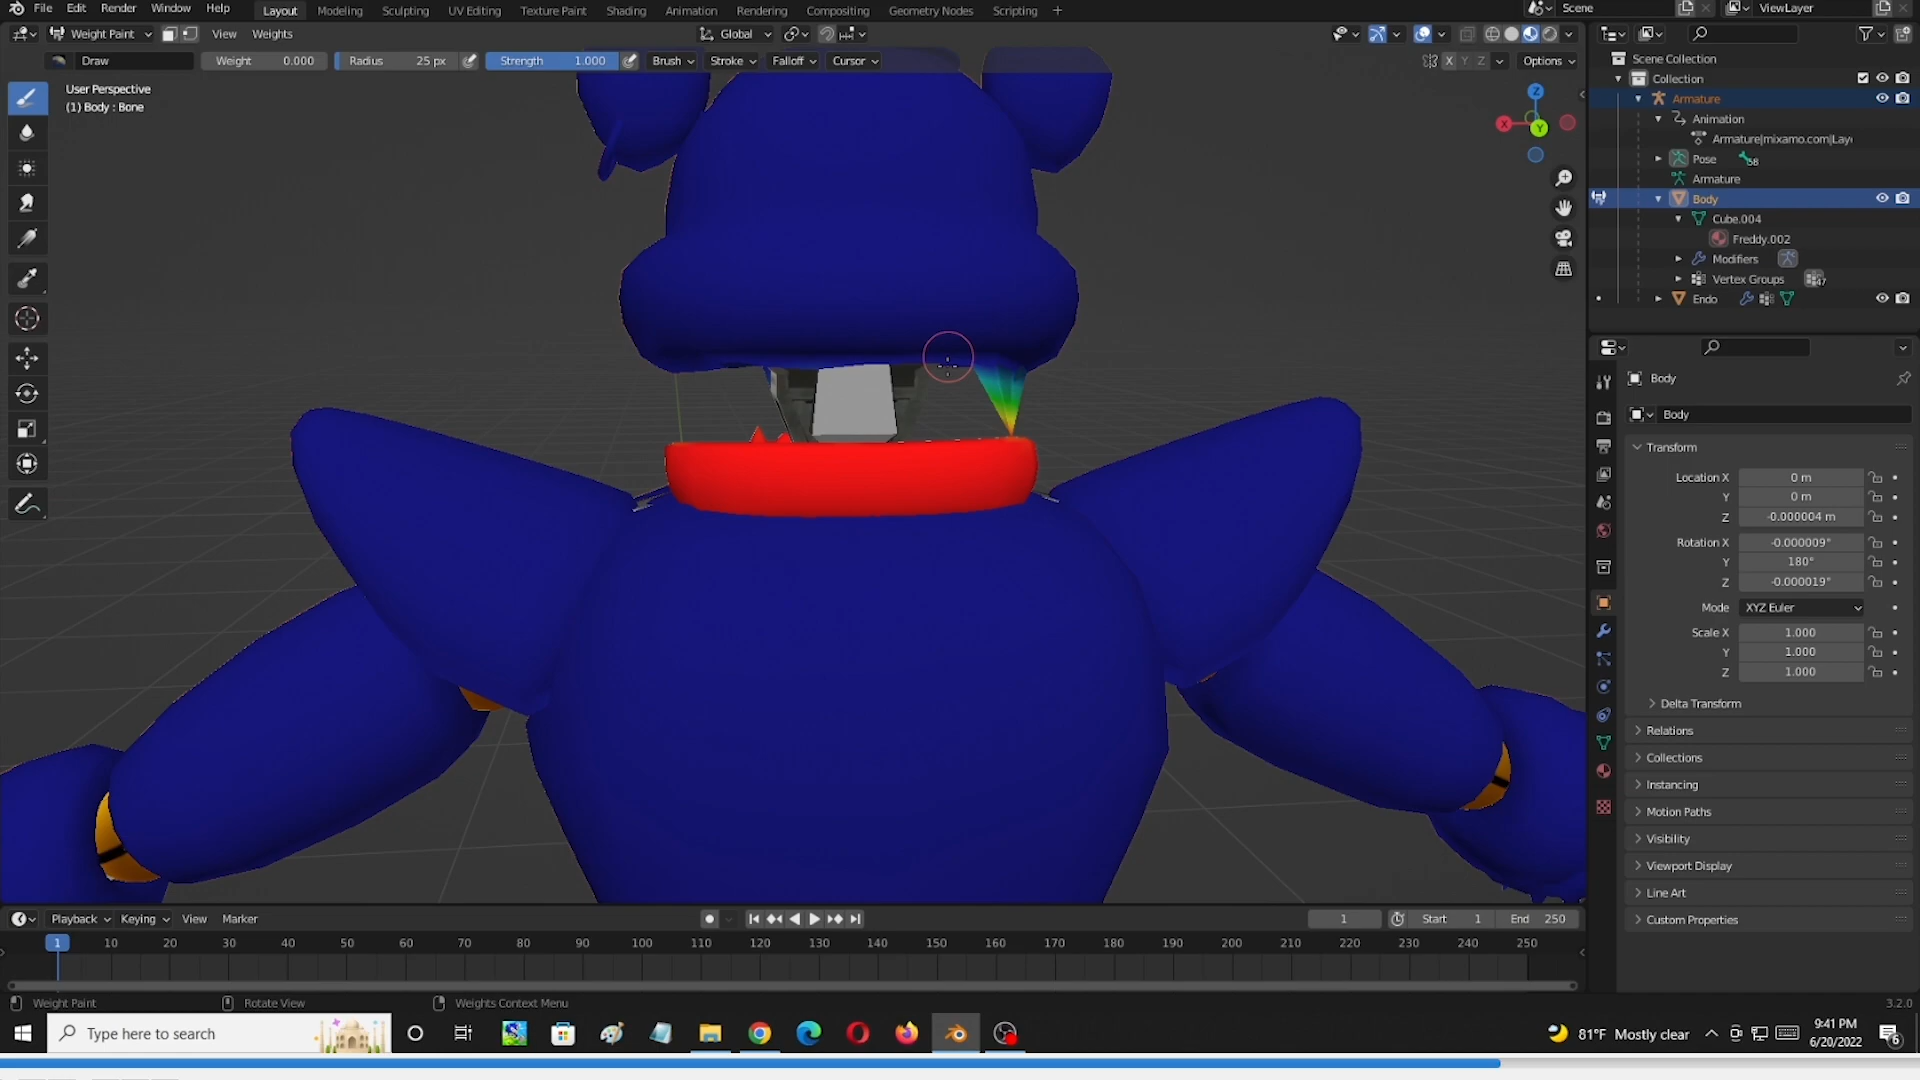 File Edit Render Window Help Layout Modeling Sculpting UV Editing Texture Paint Shading Animation Rendering Compositing Geometry Nodes Scripting + Scene ViewLayer
Weight Paint View Weights Global
Draw Weight 0.000 Radius 25 px Strength 1.000 Brush Stroke Falloff Cursor X Y Z Options
User Perspective
(1) Body : Bone
Z
X
Y
Scene Collection
Collection
Armature
Animation
Armature|mixamo.com|Laye
Pose 58
Armature
Body
Cube.004
Freddy.002
Modifiers
Vertex Groups 47
Endo
Body
Body
Transform
Location X 0 m
Y 0 m
Z -0.000004 m
Rotation X -0.000009°
Y 180°
Z -0.000019°
Mode XYZ Euler
Scale X 1.000
Y 1.000
Z 1.000
Delta Transform
Relations
Collections
Instancing
Motion Paths
Visibility
Viewport Display
Line Art
Custom Properties
Playback Keying View Marker 1 Start 1 End 250
1 10 20 30 40 50 60 70 80 90 100 110 120 130 140 150 160 170 180 190 200 210 220 230 240 250
Weight Paint Rotate View Weights Context Menu 3.2.0
Type here to search 81°F Mostly clear 9:41 PM
6/20/2022 6